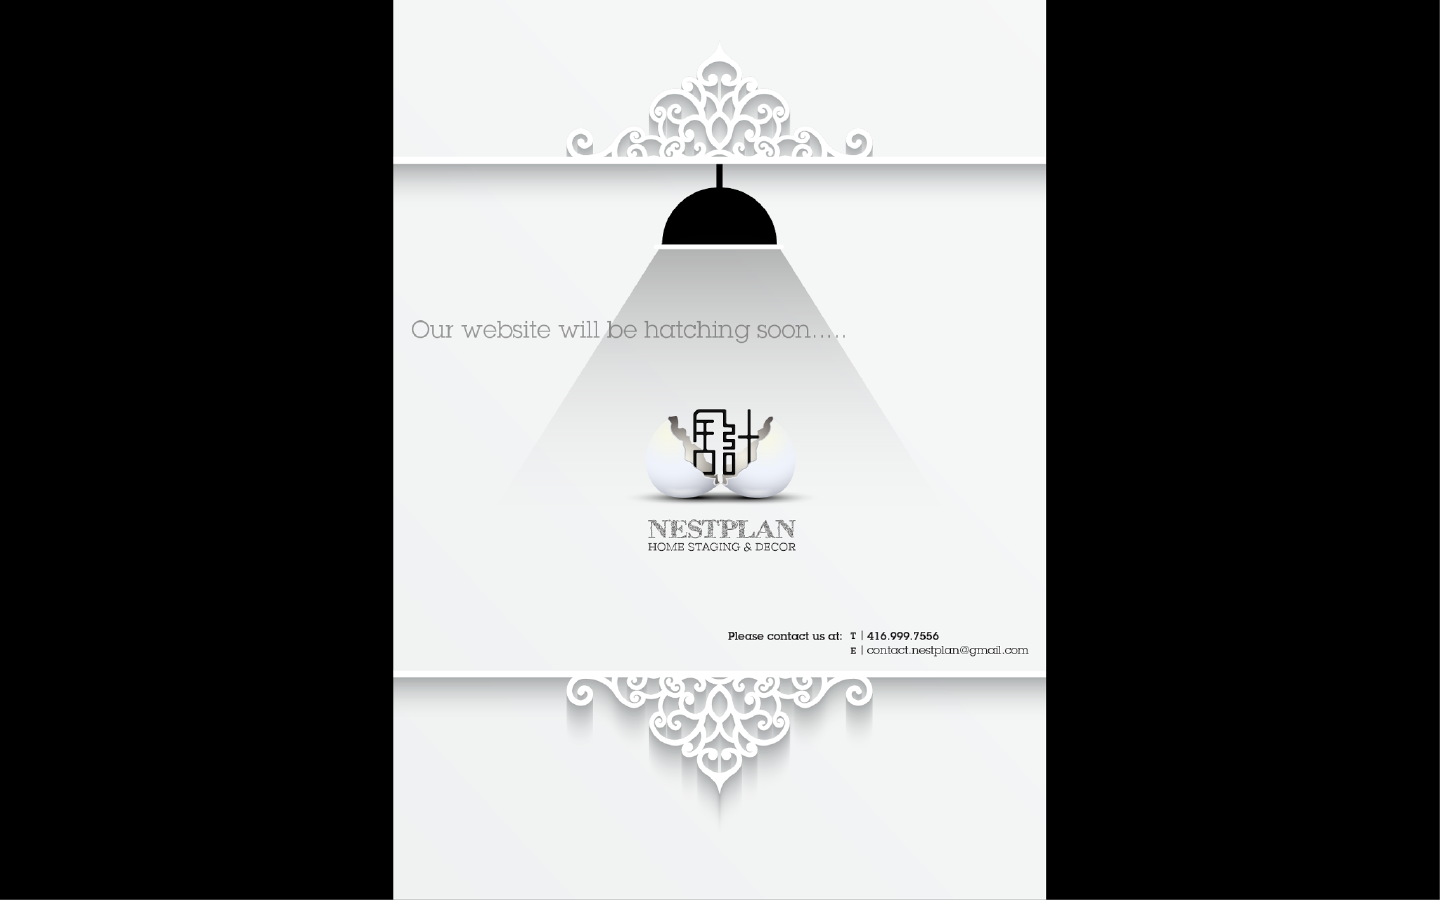 Our website will be hatching soon.....
NESTPLAN
HOME STAGING & DECOR
Please contact us at: T | 416.999.7556
E | contact.nestplan@gmail.com